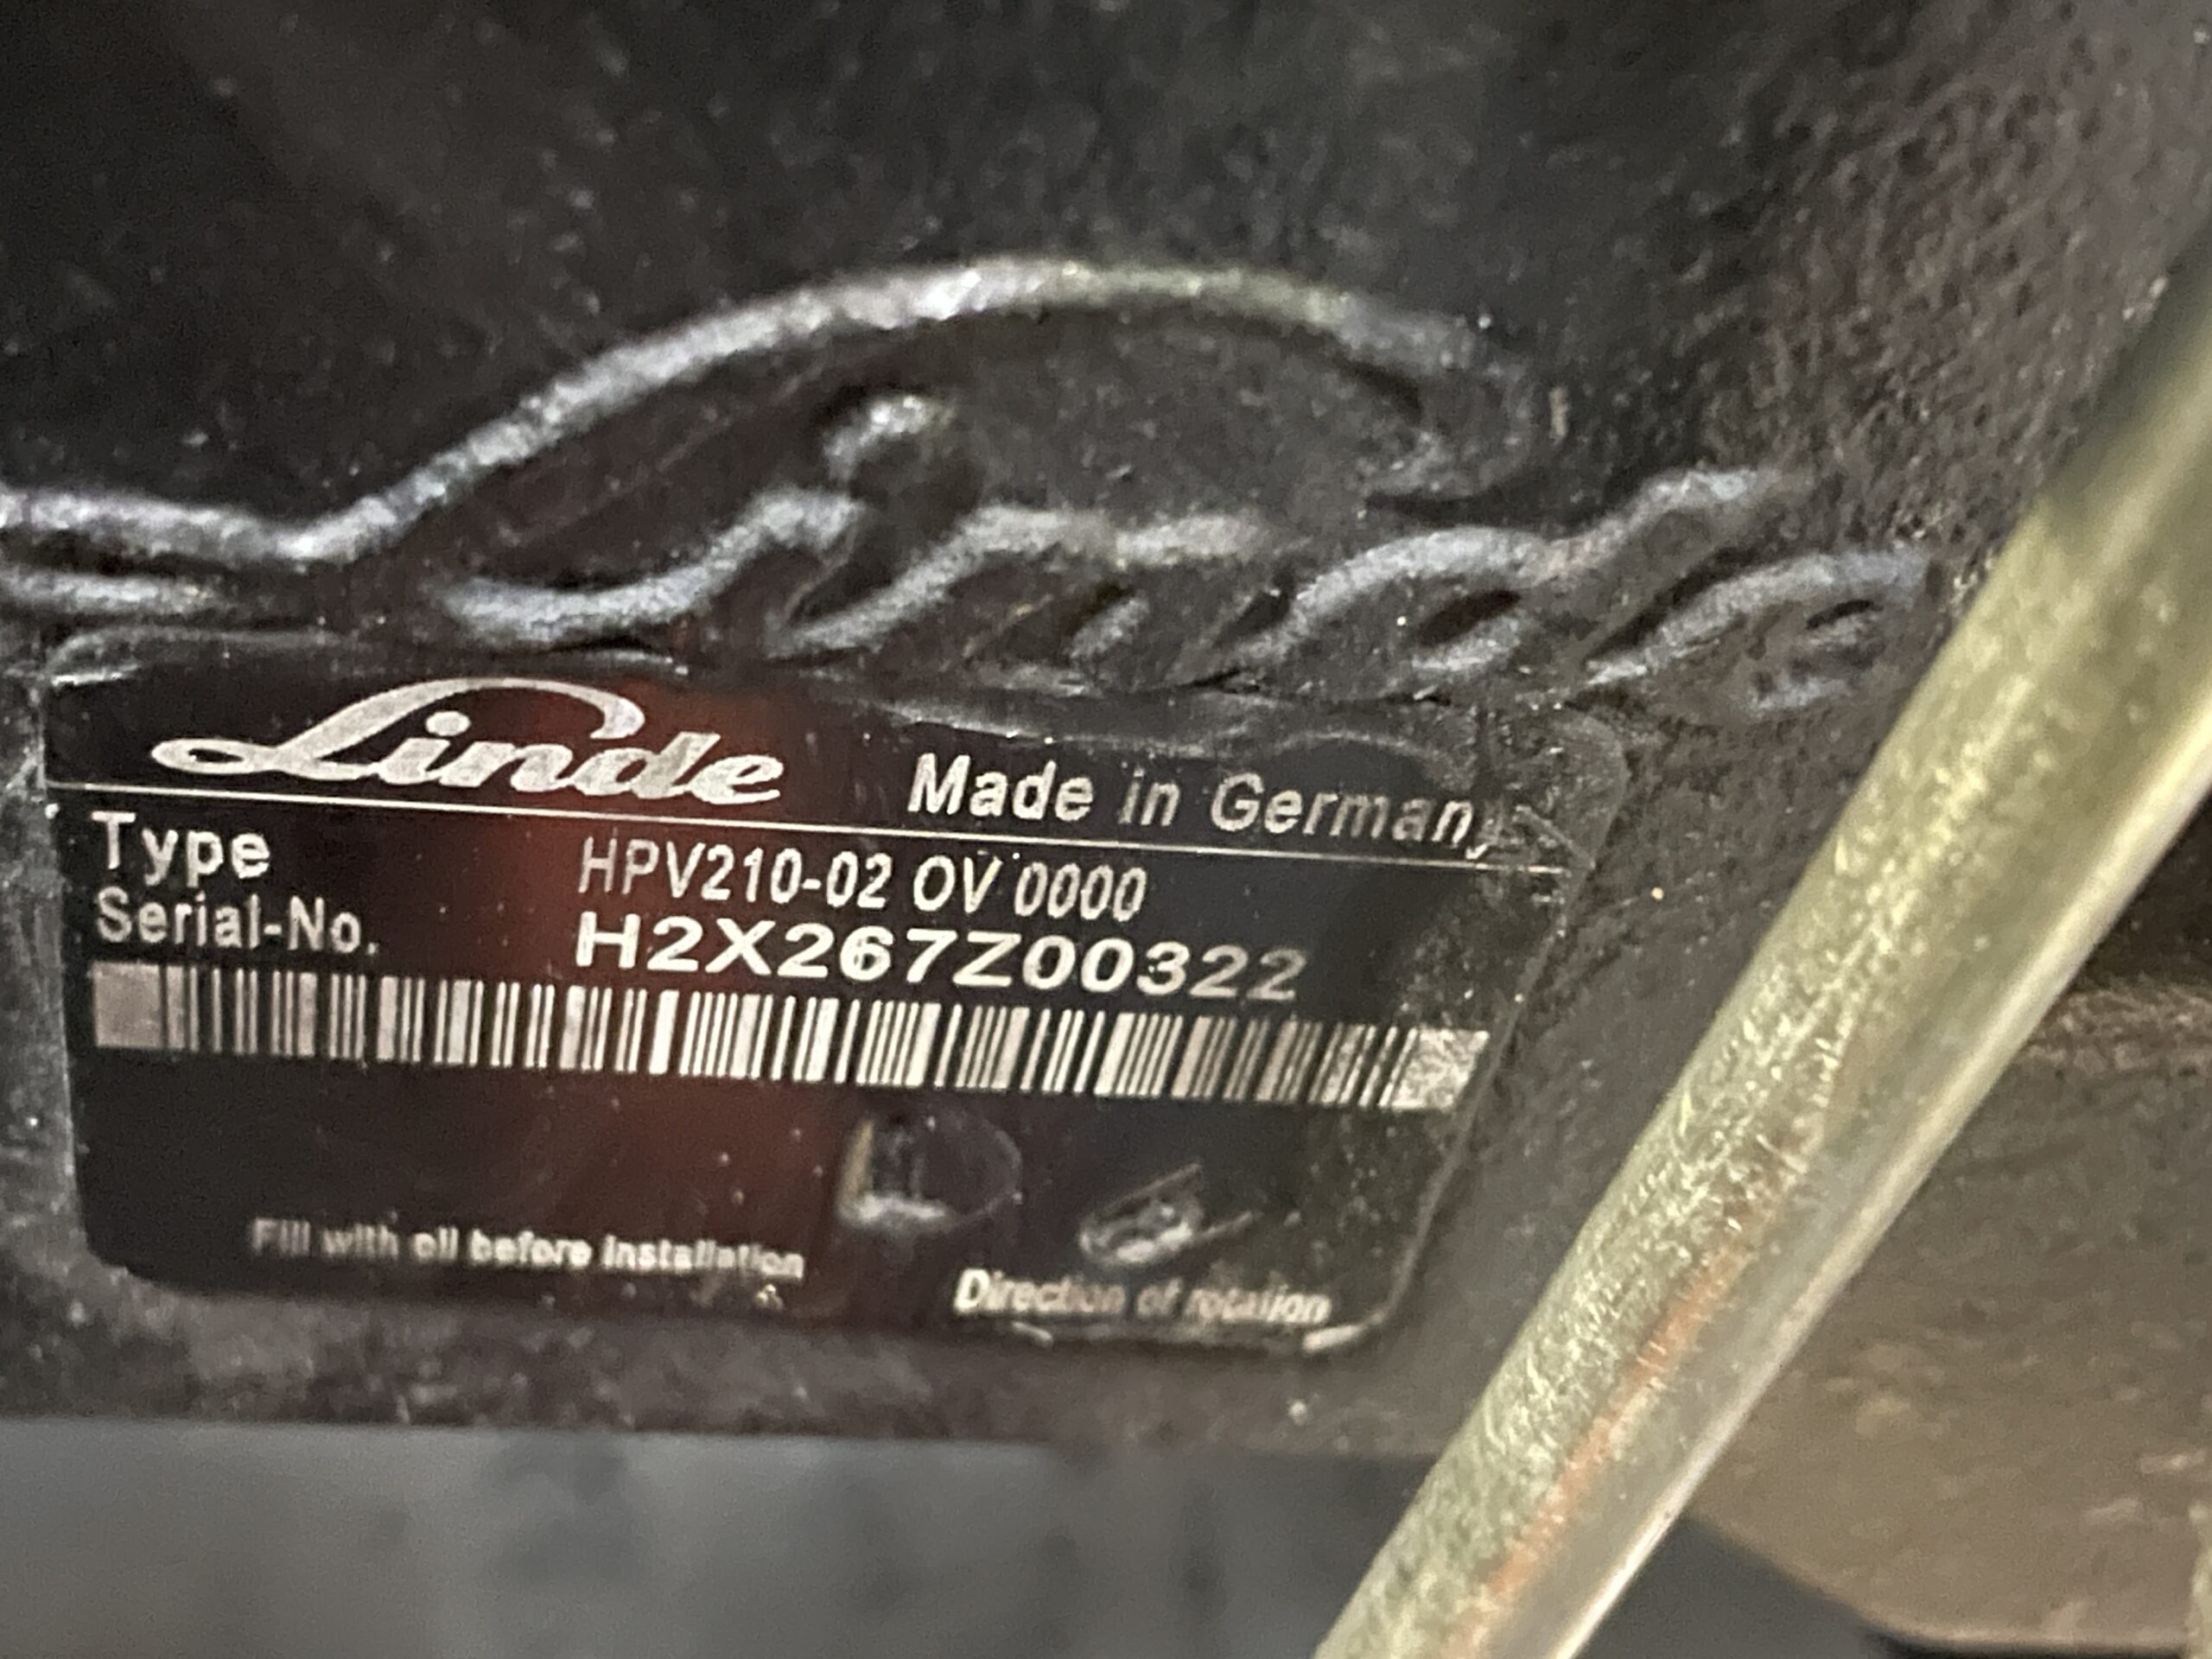 Linde
Linde Made in Germany
Type HPV210-02 OV 0000
Serial-No. H2X267Z00322
Fill with oil before installation
Direction of rotation